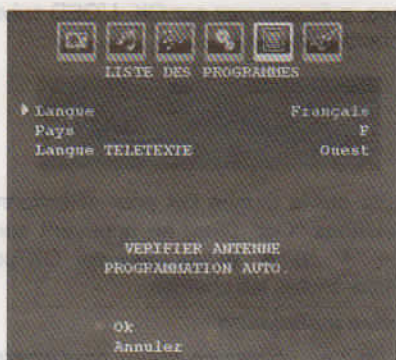 LISTE DES PROGRAMMES
Langue Français
Pays F
Langue TELETEXTE Ouest
VERIFIER ANTENNE
PROGRAMMATION AUTO.
Ok
Annuler